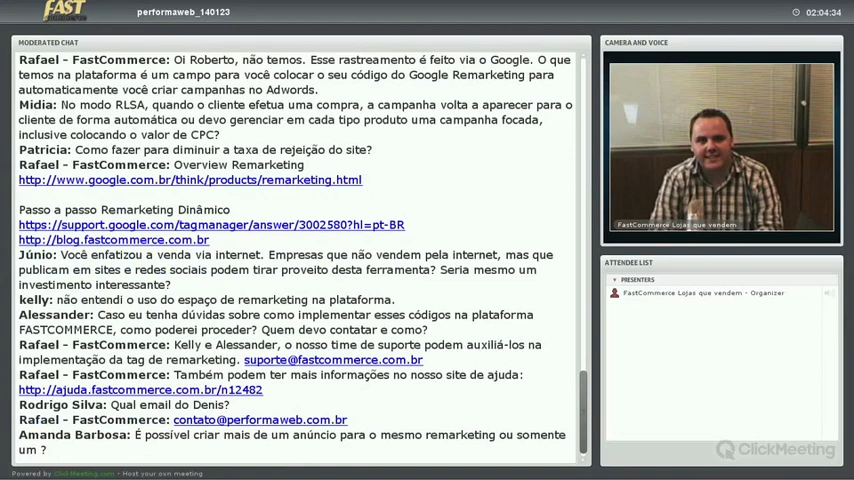 FAST
performaweb_140123
02:04:34
MODERATED CHAT
CAMERA AND VOICE
Rafael - FastCommerce: Oi Roberto, não temos. Esse rastreamento é feito via o Google. O que
temos na plataforma é um campo para você colocar o seu código do Google Remarketing para
automaticamente você criar campanhas no Adwords.
Midia: No modo RLSA, quando o cliente efetua uma compra, a campanha volta a aparecer para o
cliente de forma automática ou devo gerenciar em cada tipo produto uma campanha focada,
inclusive colocando o valor de CPC?
Patricia: Como fazer para diminuir a taxa de rejeição do site?
Rafael - FastCommerce: Overview Remarketing
http://www.google.com.br/think/products/remarketing.html
Passo a passo Remarketing Dinâmico
https://support.google.com/tagmanager/answer/3002580?hl=pt-BR
http://blog.fastcommerce.com.br
Júnio: Você enfatizou a venda via internet. Empresas que não vendem pela internet, mas que
publicam em sites e redes sociais podem tirar proveito desta ferramenta? Seria mesmo um
investimento interessante?
kelly: não entendi o uso do espaço de remarketing na plataforma.
Alessander: Caso eu tenha dúvidas sobre como implementar esses códigos na plataforma
FASTCOMMERCE, como poderei proceder? Quem devo contatar e como?
Rafael - FastCommerce: Kelly e Alessander, o nosso time de suporte podem auxiliá-los na
implementação da tag de remarketing. suporte@fastcommerce.com.br
Rafael - FastCommerce: Também podem ter mais informações no nosso site de ajuda:
http://ajuda.fastcommerce.com.br/n12482
Rodrigo Silva: Qual email do Denis?
Rafael - FastCommerce: contato@performaweb.com.br
Amanda Barbosa: É possível criar mais de um anúncio para o mesmo remarketing ou somente
um ?
FastCommerce Lojas que vendem
ATTENDEE LIST
PRESENTERS
FastCommerce Lojas que vendem - Organizer
ClickMeeting
Powered by ClickMeeting.com • Host your own meeting